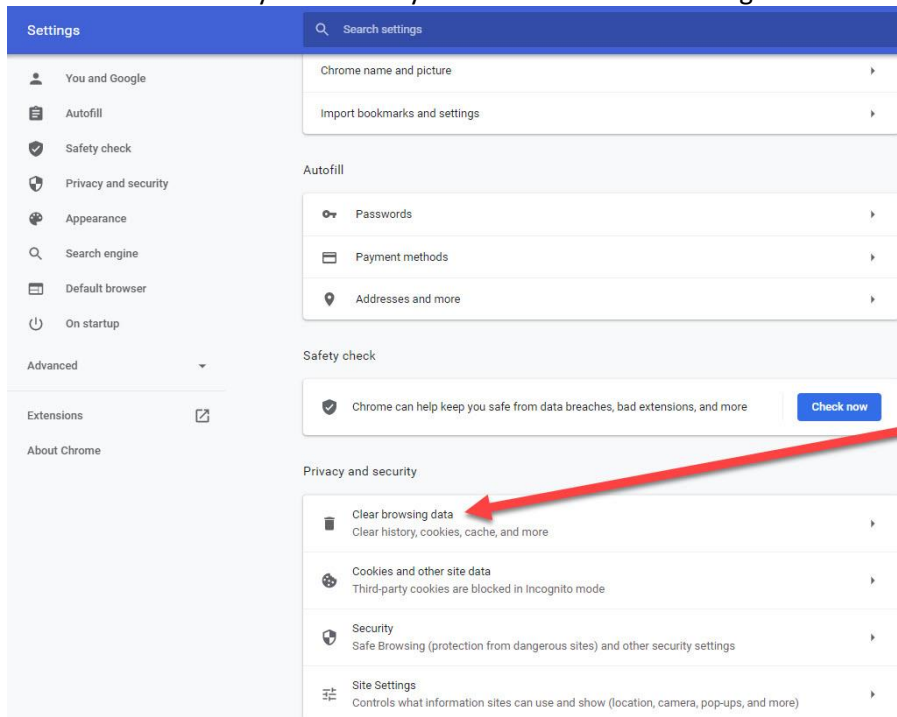 Settings
Search settings
You and Google
Autofill
Safety check
Privacy and security
Appearance
Search engine
Default browser
On startup
Advanced
Extensions
About Chrome
Chrome name and picture
Import bookmarks and settings
Autofill
Passwords
Payment methods
Addresses and more
Safety check
Chrome can help keep you safe from data breaches, bad extensions, and more
Check now
Privacy and security
Clear browsing data
Clear history, cookies, cache, and more
Cookies and other site data
Third-party cookies are blocked in Incognito mode
Security
Safe Browsing (protection from dangerous sites) and other security settings
Site Settings
Controls what information sites can use and show (location, camera, pop-ups, and more)